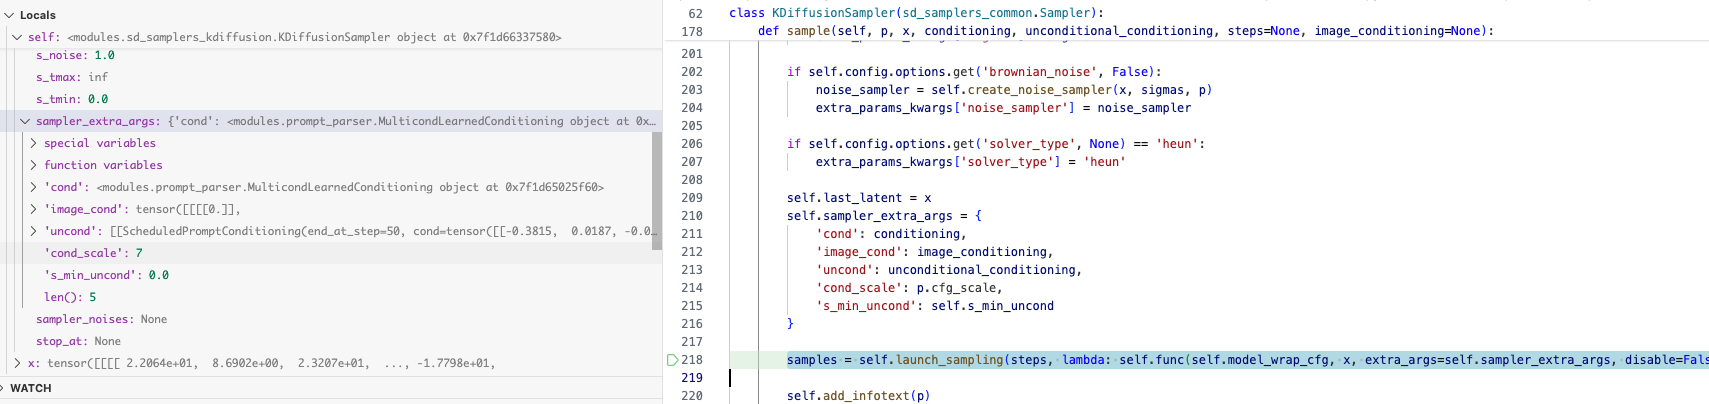 Locals
self: <modules.sd_samplers_kdiffusion.KDiffusionSampler object at 0x7f1d66337580>
s_noise: 1.0
s_tmax: inf
s_tmin: 0.0
sampler_extra_args: {'cond': <modules.prompt_parser.MulticondLearnedConditioning object at 0x…
special variables
function variables
'cond': <modules.prompt_parser.MulticondLearnedConditioning object at 0x7f1d65025f60>
'image_cond': tensor([[[[0.]],
'uncond': [[ScheduledPromptConditioning(end_at_step=50, cond=tensor([[-0.3815,  0.0187, -0.0…
'cond_scale': 7
's_min_uncond': 0.0
len(): 5
sampler_noises: None
stop_at: None
x: tensor([[[[ 2.2064e+01,  8.6902e+00,  2.3207e+01,  ..., -1.7798e+01,
WATCH
62 class KDiffusionSampler(sd_samplers_common.Sampler):
178 def sample(self, p, x, conditioning, unconditional_conditioning, steps=None, image_conditioning=None):
201
202 if self.config.options.get('brownian_noise', False):
203 noise_sampler = self.create_noise_sampler(x, sigmas, p)
204 extra_params_kwargs['noise_sampler'] = noise_sampler
205
206 if self.config.options.get('solver_type', None) == 'heun':
207 extra_params_kwargs['solver_type'] = 'heun'
208
209 self.last_latent = x
210 self.sampler_extra_args = {
211 'cond': conditioning,
212 'image_cond': image_conditioning,
213 'uncond': unconditional_conditioning,
214 'cond_scale': p.cfg_scale,
215 's_min_uncond': self.s_min_uncond
216 }
217
218 samples = self.launch_sampling(steps, lambda: self.func(self.model_wrap_cfg, x, extra_args=self.sampler_extra_args, disable=Fals
219
220 self.add_infotext(p)